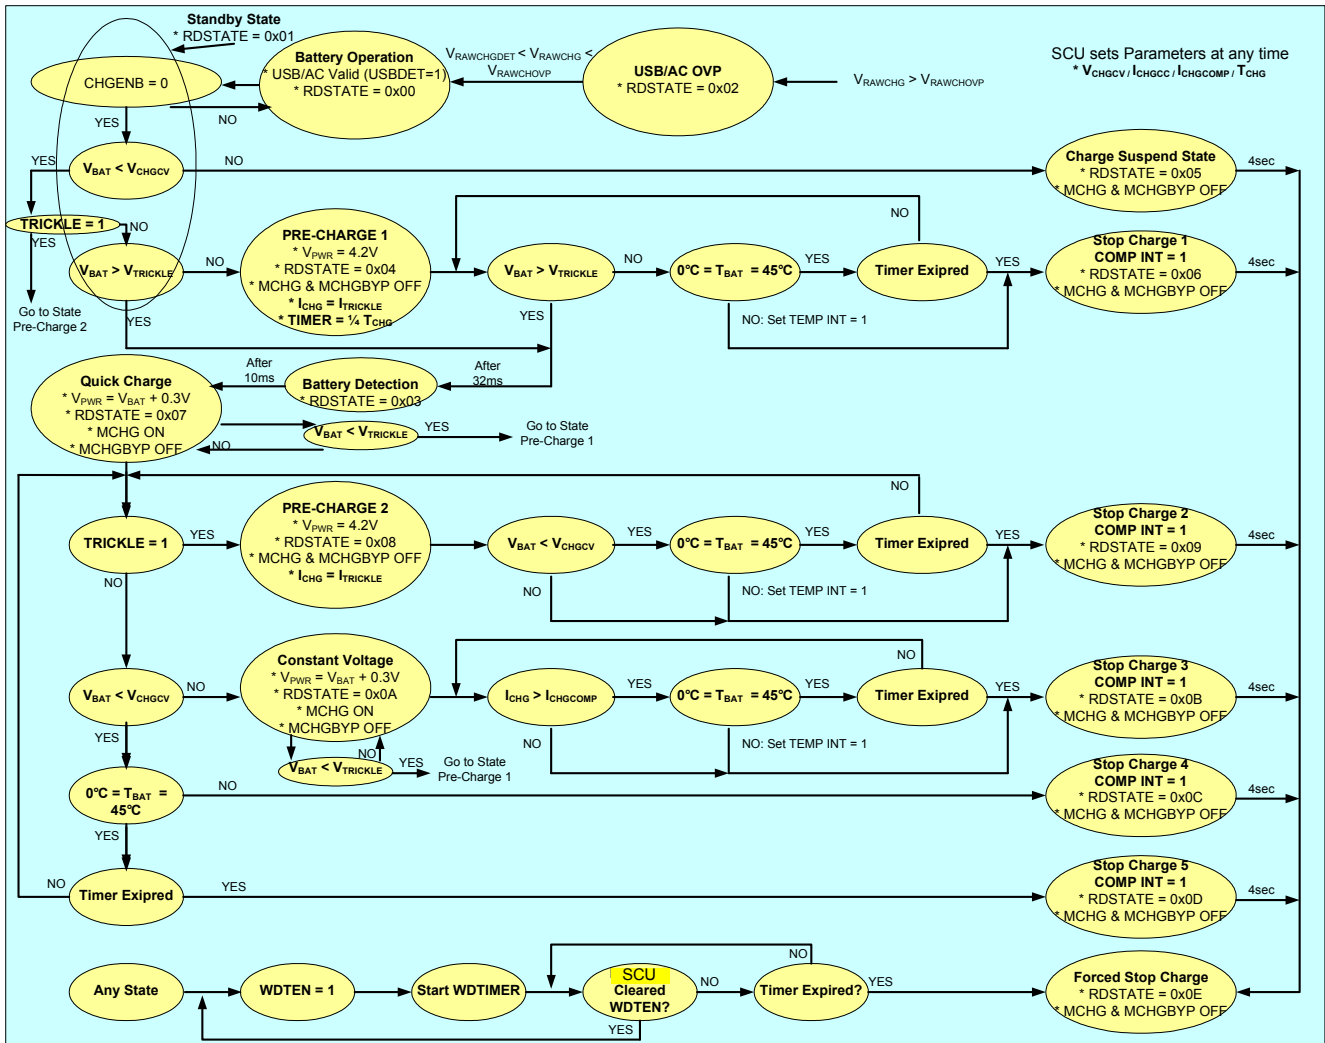 Standby State
* RDSTATE = 0x01
CHGENB = 0
Battery Operation
* USB/AC Valid (USBDET=1)
* RDSTATE = 0x00
VRAWCHGDET < VRAWCHG <
VRAWCHOVP
USB/AC OVP
* RDSTATE = 0x02
VRAWCHG > VRAWCHOVP
SCU sets Parameters at any time
* VCHGCV / ICHGCC / ICHGCOMP / TCHG
YES
NO
YES
VBAT < VCHGCV
NO
Charge Suspend State
* RDSTATE = 0x05
* MCHG & MCHGBYP OFF
4sec
TRICKLE = 1
NO
YES
VBAT > VTRICKLE
NO
YES
Go to State
Pre-Charge 2
PRE-CHARGE 1
* VPWR = 4.2V
* RDSTATE = 0x04
* MCHG & MCHGBYP OFF
* ICHG = ITRICKLE
* TIMER = ¼ TCHG
VBAT > VTRICKLE
NO
YES
0°C = TBAT = 45°C
YES
NO: Set TEMP INT = 1
Timer Exipred
NO
YES
Stop Charge 1
COMP INT = 1
* RDSTATE = 0x06
* MCHG & MCHGBYP OFF
4sec
After
32ms
Battery Detection
* RDSTATE = 0x03
After
10ms
Quick Charge
* VPWR = VBAT + 0.3V
* RDSTATE = 0x07
* MCHG ON
* MCHGBYP OFF
NO
VBAT < VTRICKLE
YES
Go to State
Pre-Charge 1
TRICKLE = 1
YES
NO
PRE-CHARGE 2
* VPWR = 4.2V
* RDSTATE = 0x08
* MCHG & MCHGBYP OFF
* ICHG = ITRICKLE
VBAT < VCHGCV
YES
NO
0°C = TBAT = 45°C
YES
NO: Set TEMP INT = 1
Timer Exipred
NO
YES
Stop Charge 2
COMP INT = 1
* RDSTATE = 0x09
* MCHG & MCHGBYP OFF
4sec
VBAT < VCHGCV
NO
YES
Constant Voltage
* VPWR = VBAT + 0.3V
* RDSTATE = 0x0A
* MCHG ON
* MCHGBYP OFF
NO
VBAT < VTRICKLE
YES
Go to State
Pre-Charge 1
ICHG > ICHGCOMP
YES
NO
0°C = TBAT = 45°C
YES
NO: Set TEMP INT = 1
Timer Exipred
NO
YES
Stop Charge 3
COMP INT = 1
* RDSTATE = 0x0B
* MCHG & MCHGBYP OFF
4sec
0°C = TBAT =
45°C
NO
YES
Stop Charge 4
COMP INT = 1
* RDSTATE = 0x0C
* MCHG & MCHGBYP OFF
4sec
NO
Timer Exipred
YES
Stop Charge 5
COMP INT = 1
* RDSTATE = 0x0D
* MCHG & MCHGBYP OFF
4sec
Any State
WDTEN = 1
Start WDTIMER
SCU
Cleared
WDTEN?
NO
YES
Timer Expired?
NO
YES
Forced Stop Charge
* RDSTATE = 0x0E
* MCHG & MCHGBYP OFF